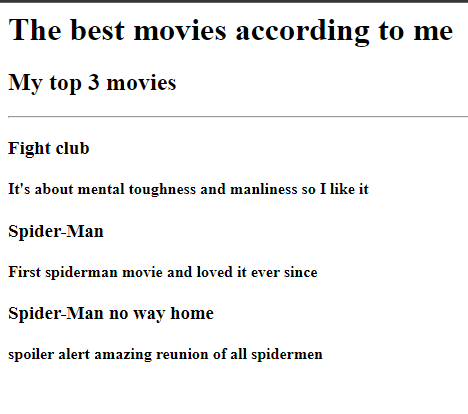 The best movies according to me
My top 3 movies
Fight club
It's about mental toughness and manliness so I like it
Spider-Man
First spiderman movie and loved it ever since
Spider-Man no way home
spoiler alert amazing reunion of all spidermen